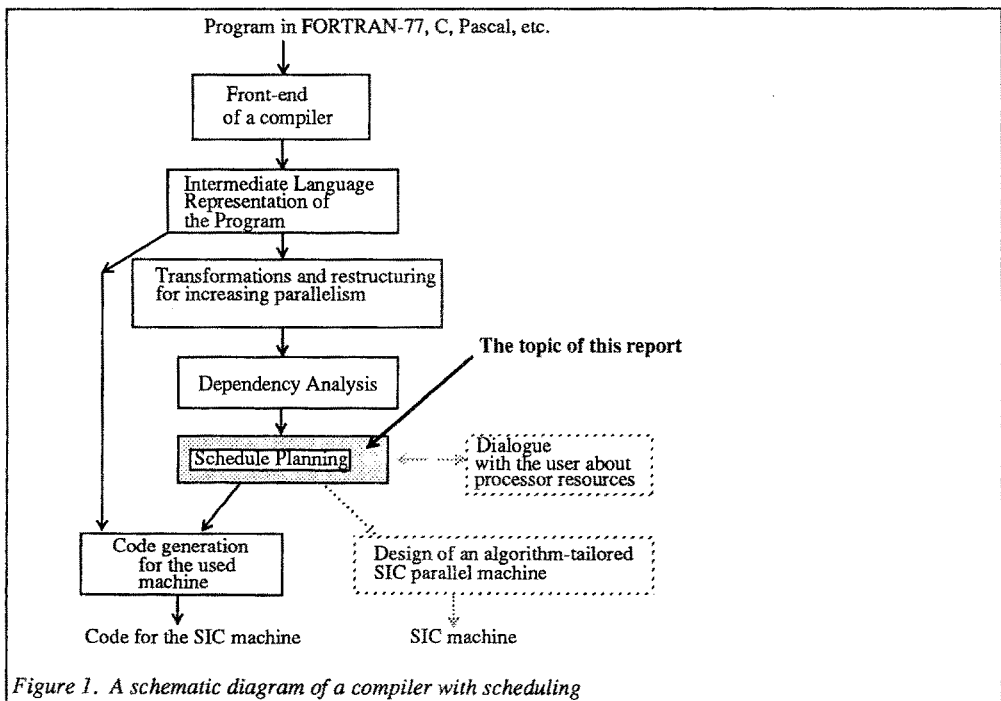 Program in FORTRAN-77, C, Pascal, etc.
Front-end
of a compiler
Intermediate Language
Representation of
the Program
Transformations and restructuring
for increasing parallelism
The topic of this report
Dependency Analysis
Schedule Planning
Dialogue
with the user about
processor resources
Code generation
for the used
machine
Design of an algorithm-tailored
SIC parallel machine
Code for the SIC machine
SIC machine
Figure 1. A schematic diagram of a compiler with scheduling